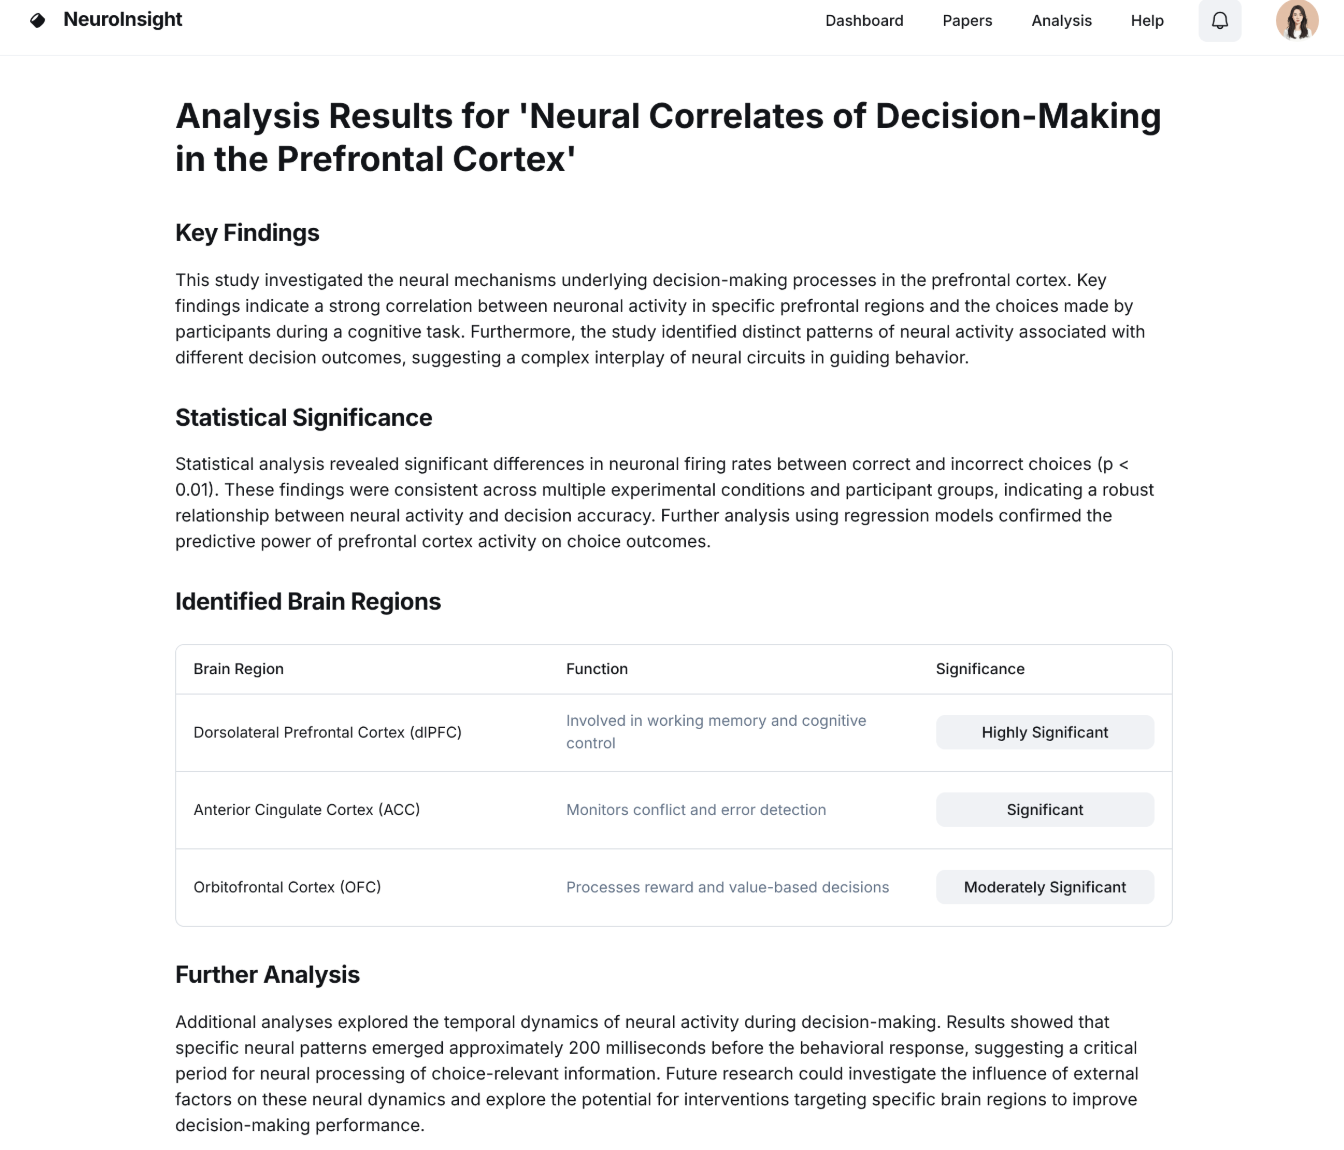 NeuroInsight
Dashboard
Papers
Analysis
Help
Analysis Results for 'Neural Correlates of Decision-Making
in the Prefrontal Cortex'
Key Findings
This study investigated the neural mechanisms underlying decision-making processes in the prefrontal cortex. Key
findings indicate a strong correlation between neuronal activity in specific prefrontal regions and the choices made by
participants during a cognitive task. Furthermore, the study identified distinct patterns of neural activity associated with
different decision outcomes, suggesting a complex interplay of neural circuits in guiding behavior.
Statistical Significance
Statistical analysis revealed significant differences in neuronal firing rates between correct and incorrect choices (p <
0.01). These findings were consistent across multiple experimental conditions and participant groups, indicating a robust
relationship between neural activity and decision accuracy. Further analysis using regression models confirmed the
predictive power of prefrontal cortex activity on choice outcomes.
Identified Brain Regions
Brain Region
Function
Significance
Dorsolateral Prefrontal Cortex (dlPFC)
Involved in working memory and cognitive
control
Highly Significant
Anterior Cingulate Cortex (ACC)
Monitors conflict and error detection
Significant
Orbitofrontal Cortex (OFC)
Processes reward and value-based decisions
Moderately Significant
Further Analysis
Additional analyses explored the temporal dynamics of neural activity during decision-making. Results showed that
specific neural patterns emerged approximately 200 milliseconds before the behavioral response, suggesting a critical
period for neural processing of choice-relevant information. Future research could investigate the influence of external
factors on these neural dynamics and explore the potential for interventions targeting specific brain regions to improve
decision-making performance.